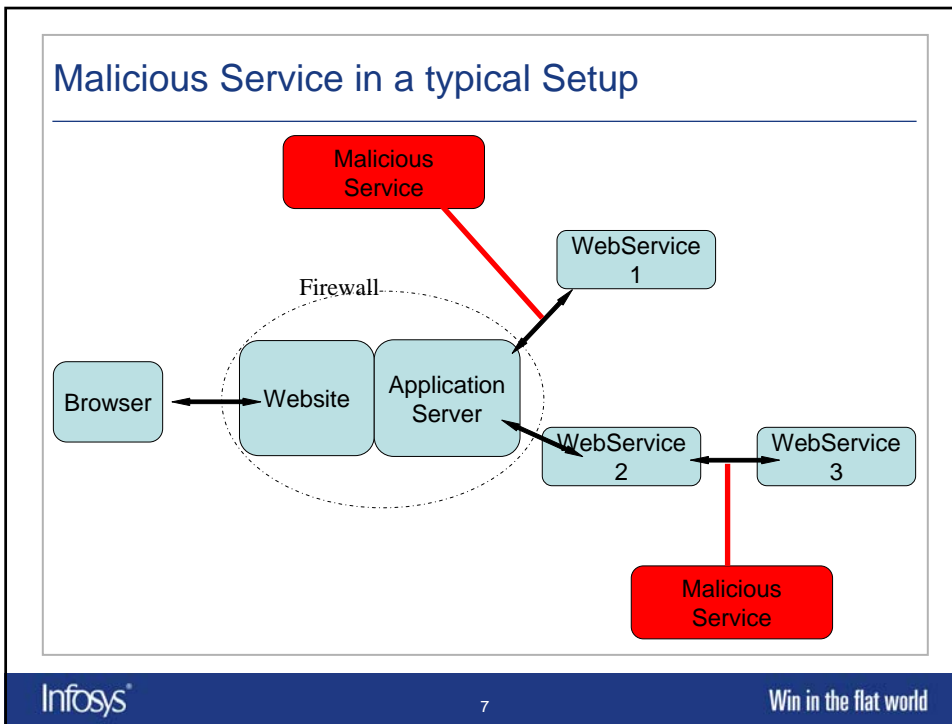 Malicious Service in a typical Setup
Malicious
Service
WebService
1
Firewall
Browser
Website
Application
Server
WebService
2
WebService
3
Malicious
Service
Infosys®
7
Win in the flat world